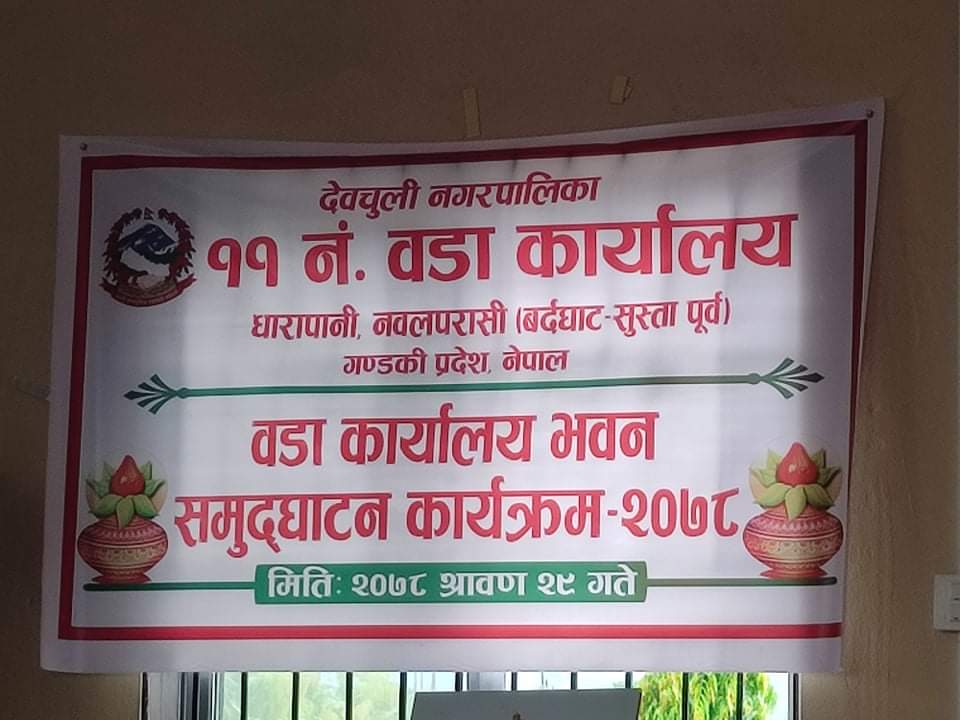 देवचुली नगरपालिका
११ नं. वडा कार्यालय
धारापानी, नवलपरासी (बर्दघाट-सुस्ता पूर्व)
गण्डकी प्रदेश, नेपाल
वडा कार्यालय भवन
समुद्घाटन कार्यक्रम-२०७८
मितिः २०७८ श्रावण २९ गते